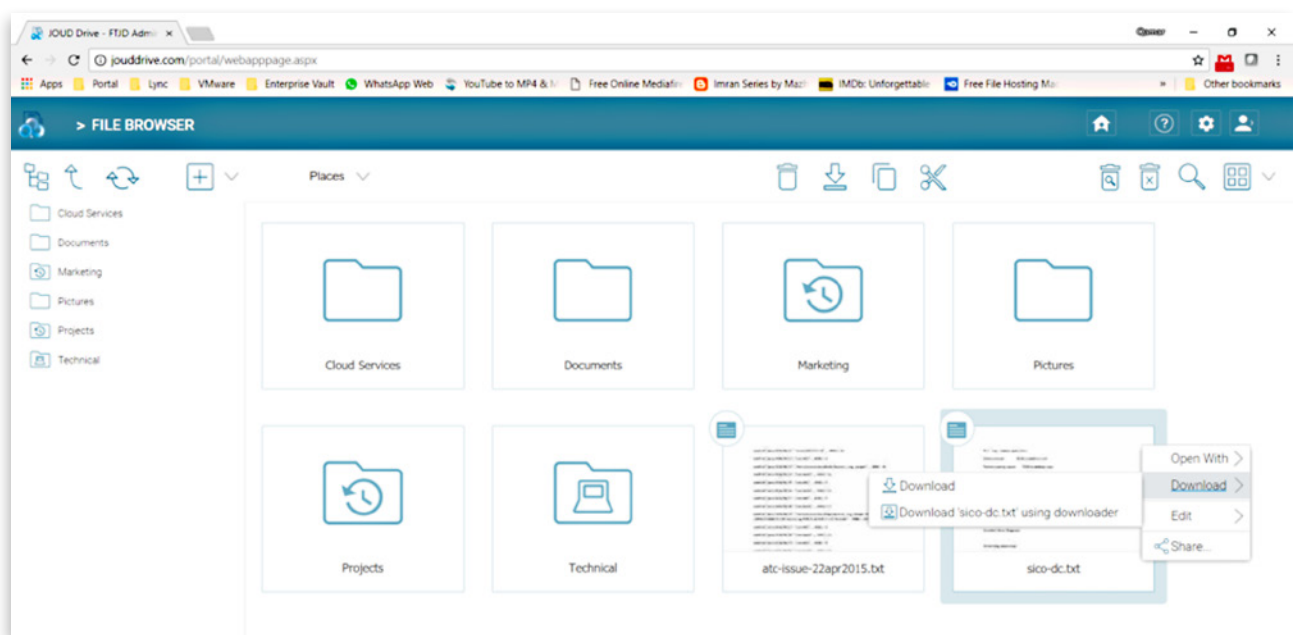 JOUD Drive - FTJD Admi
jouddrive.com/portal/webapppage.aspx
Apps Portal Lync VMware Enterprise Vault WhatsApp Web YouTube to MP4 & M Free Online Mediafire Imran Series by Maz IMDb: Unforgettable Free File Hosting Ma » Other bookmarks
> FILE BROWSER
Places
Cloud Services
Documents
Marketing
Pictures
Projects
Technical
Cloud Services Documents Marketing Pictures
Open With
Download Download
Download 'sico-dc.txt' using downloader Edit
Share...
Projects Technical atc-issue-22apr2015.txt sico-dc.txt